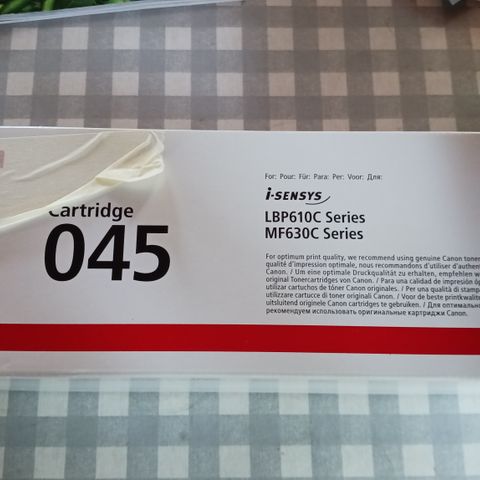 For: Pour: Für: Para: Per: Voor: Для:
i-SENSYS
LBP610C Series
MF630C Series
Cartridge
045
For optimum print quality, we recommend using genuine Canon toner
qualité d'impression optimale, nous recommandons d'utiliser d'authent
Canon. / Um eine optimale Druckqualität zu erhalten, empfehlen w
original Tonercartridges von Canon. / Para una calidad de impresión óp
utilizar cartuchos de tóner Canon originales. / Per una qualità di stampa
utilizzare cartucce di toner originali Canon. / Voor de beste printkwalite
uitsluitend originele Canon cartridges te gebruiken. / Для оптимально
рекомендуем использовать оригинальные картриджи Canon.